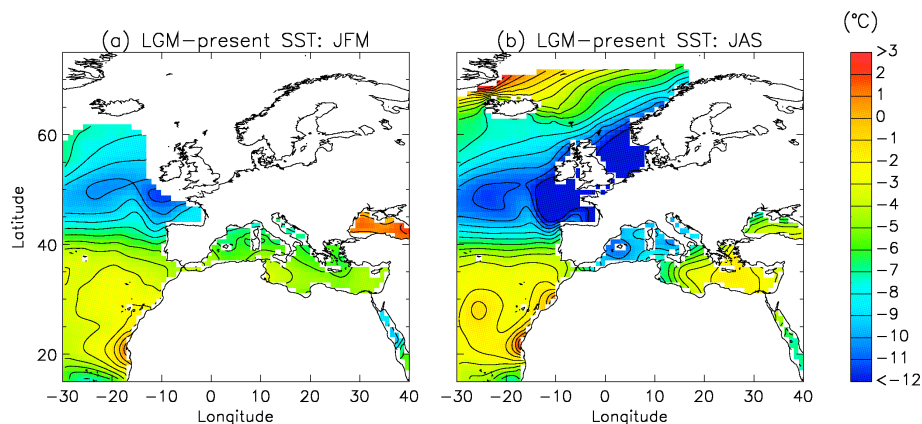 (°C)
(a) LGM-present SST: JFM
(b) LGM-present SST: JAS
>3
2
1
0
-1
-2
-3
-4
-5
-6
-7
-8
-9
-10
-11
<-12
Latitude
60
40
20
-30 -20 -10 0 10 20 30 40
-30 -20 -10 0 10 20 30 40
Longitude
Longitude